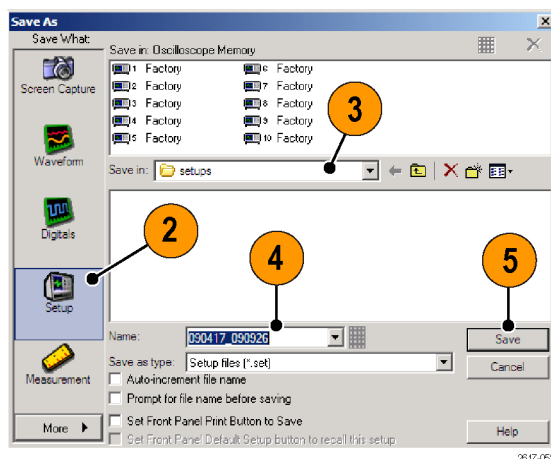 Save As
Save What:
Save in: Oscilloscope Memory
Screen Capture
1 Factory
6 Factory
2 Factory
7 Factory
3 Factory
8 Factory
4 Factory
9 Factory
5 Factory
10 Factory
3
Waveform
Save in:
setups
Digitals
2
4
5
Setup
Name:
090417_090926
Save
Save as type:
Setup files (*.set)
Cancel
Measurement
Auto-increment file name
Prompt for file name before saving
More
Set Front Panel Print Button to Save
Set Front Panel Default Setup button to recall this setup
Help